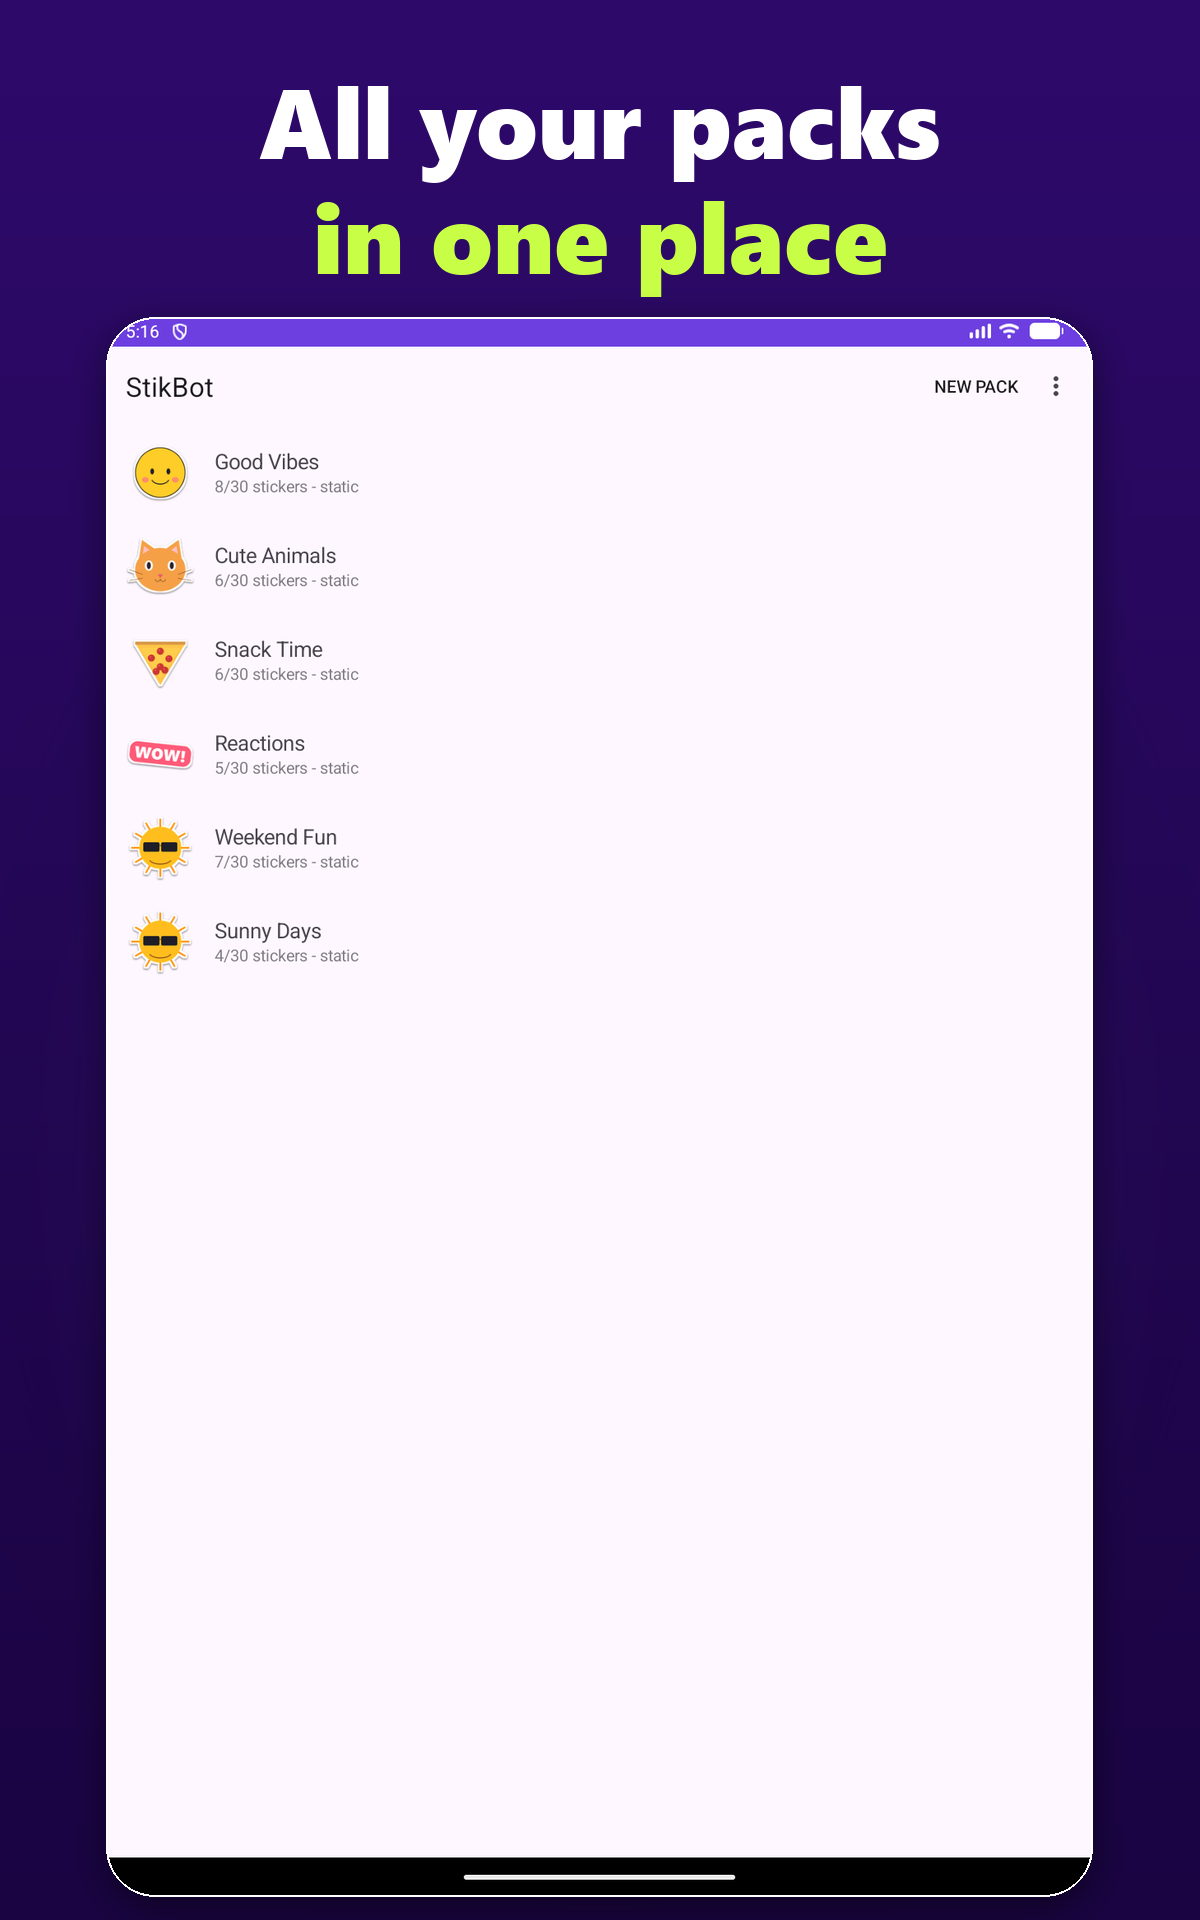 All your packs
in one place
5:16
StikBot
NEW PACK
Good Vibes
8/30 stickers - static
Cute Animals
6/30 stickers - static
Snack Time
6/30 stickers - static
WOW!
Reactions
5/30 stickers - static
Weekend Fun
7/30 stickers - static
Sunny Days
4/30 stickers - static